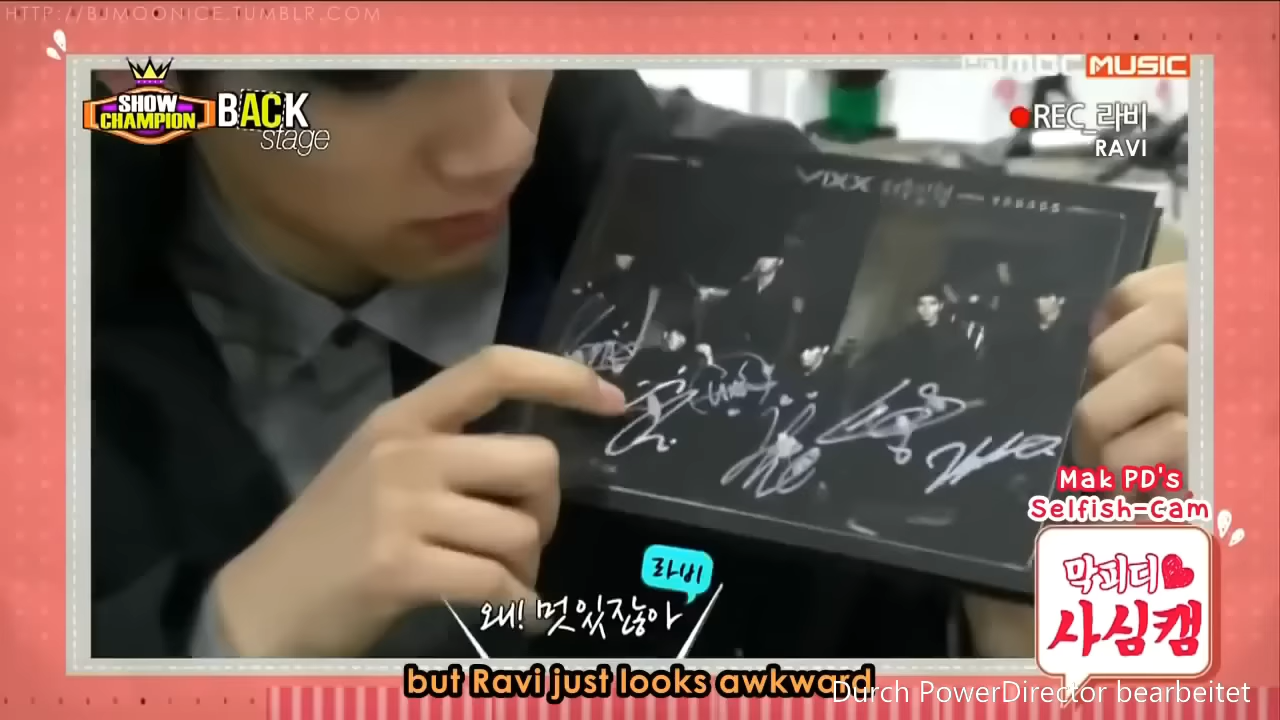 HTTP://BJMOONICE.TUMBLR.COM
MUSIC
SHOW
CHAMPION
BACK
stage
REC_라비
RAVI
VIXX
Mak PD's
Selfish-Cam
막피디
사심캠
라비
왜! 멋있잖아
but Ravi just looks awkward
Durch PowerDirector bearbeitet